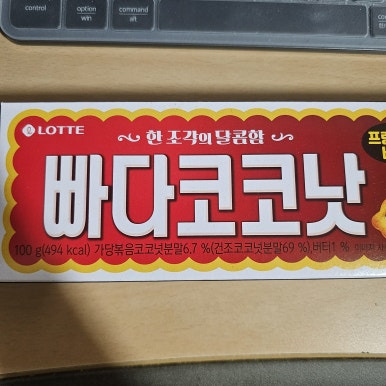 control
option
win
command
alt
LOTTE
한 조각의 달콤함
빠다코코낫
100 g(494 kcal) 가당볶음코코넛분말6.7 %(건조코코넛분말69 %),버터1 %